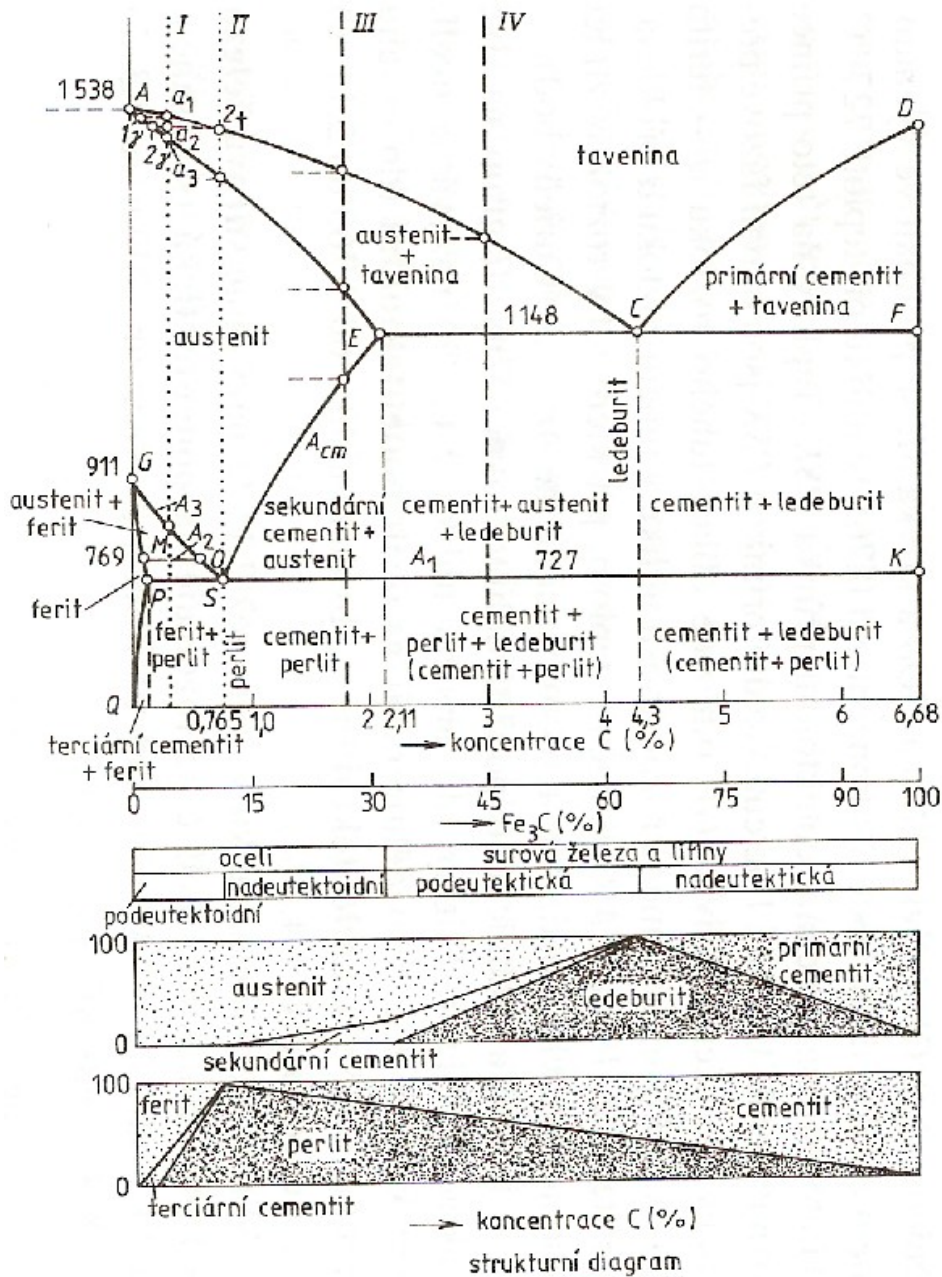 I
II
III
IV
1538
A
a₁
2t
D
1γ
2γ
a₂
a₃
tavenina
austenit
+
tavenina
primární cementit
+ tavenina
E
1148
C
F
austenit
911
G
A_cm
ledeburit
austenit +
ferit
A₃
M
A₂
O
769
sekundární
cementit+
austenit
cementit+ austenit
+ ledeburit
cementit + ledeburit
A₁
727
K
ferit
P
S
ferit+
perlit
perlit
cementit+
perlit
cementit +
perlit + ledeburit
(cementit+perlit)
cementit + ledeburit
(cementit+perlit)
Q
0,765
1,0
2
2,11
3
4
4,3
5
6
6,68
koncentrace C (%)
terciární cementit
+ ferit
0
15
30
45
60
75
90
100
Fe₃C (%)
oceli
surová železa a litiny
nadeutektoidní
podeutektická
nadeutektická
podeutektoidní
100
austenit
ledeburit
primární
cementit
0
sekundární cementit
100
ferit
perlit
cementit
0
terciární cementit
koncentrace C (%)
strukturní diagram